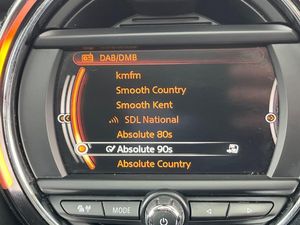 DAB/DMB
kmfm
Smooth Country
Smooth Kent
SDL National
Absolute 80s
Absolute 90s
Absolute Country
MODE